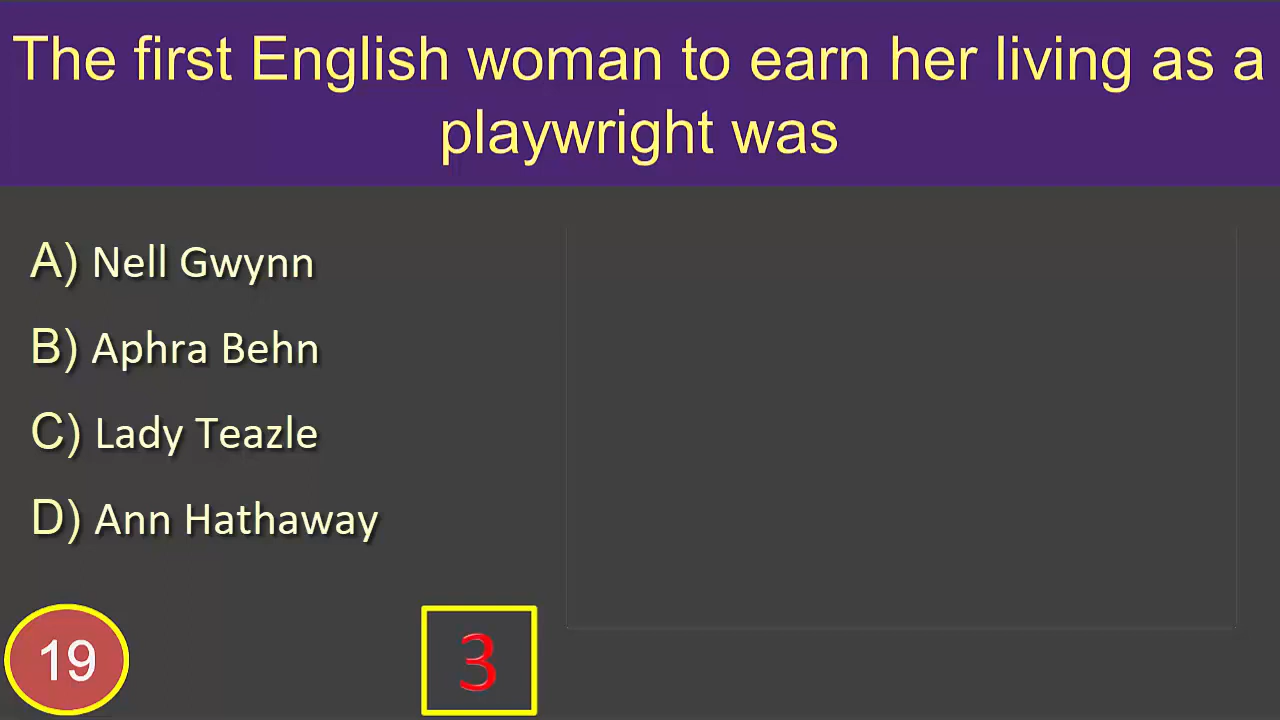 The first English woman to earn her living as a
playwright was
A) Nell Gwynn
B) Aphra Behn
C) Lady Teazle
D) Ann Hathaway
19
3